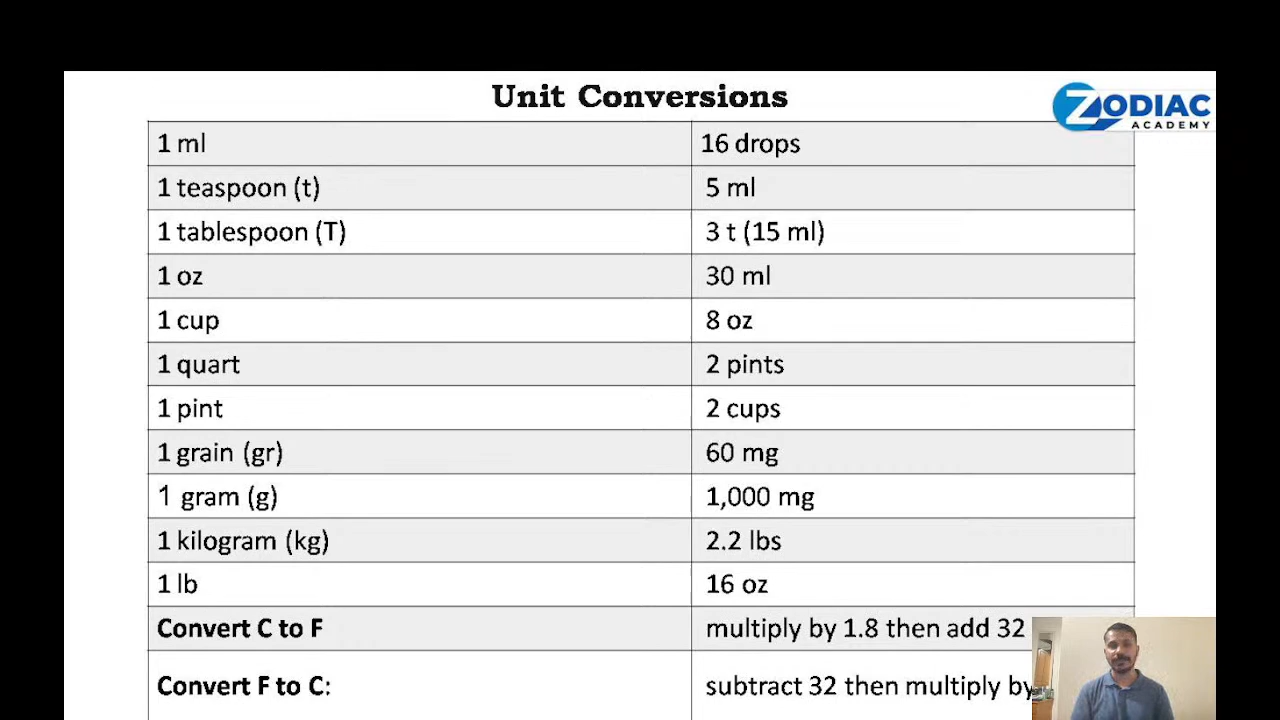 Unit Conversions
ZODIAC
ACADEMY
1 ml 16 drops
1 teaspoon (t) 5 ml
1 tablespoon (T) 3 t (15 ml)
1 oz 30 ml
1 cup 8 oz
1 quart 2 pints
1 pint 2 cups
1 grain (gr) 60 mg
1 gram (g) 1,000 mg
1 kilogram (kg) 2.2 lbs
1 lb 16 oz
Convert C to F multiply by 1.8 then add 32
Convert F to C: subtract 32 then multiply by